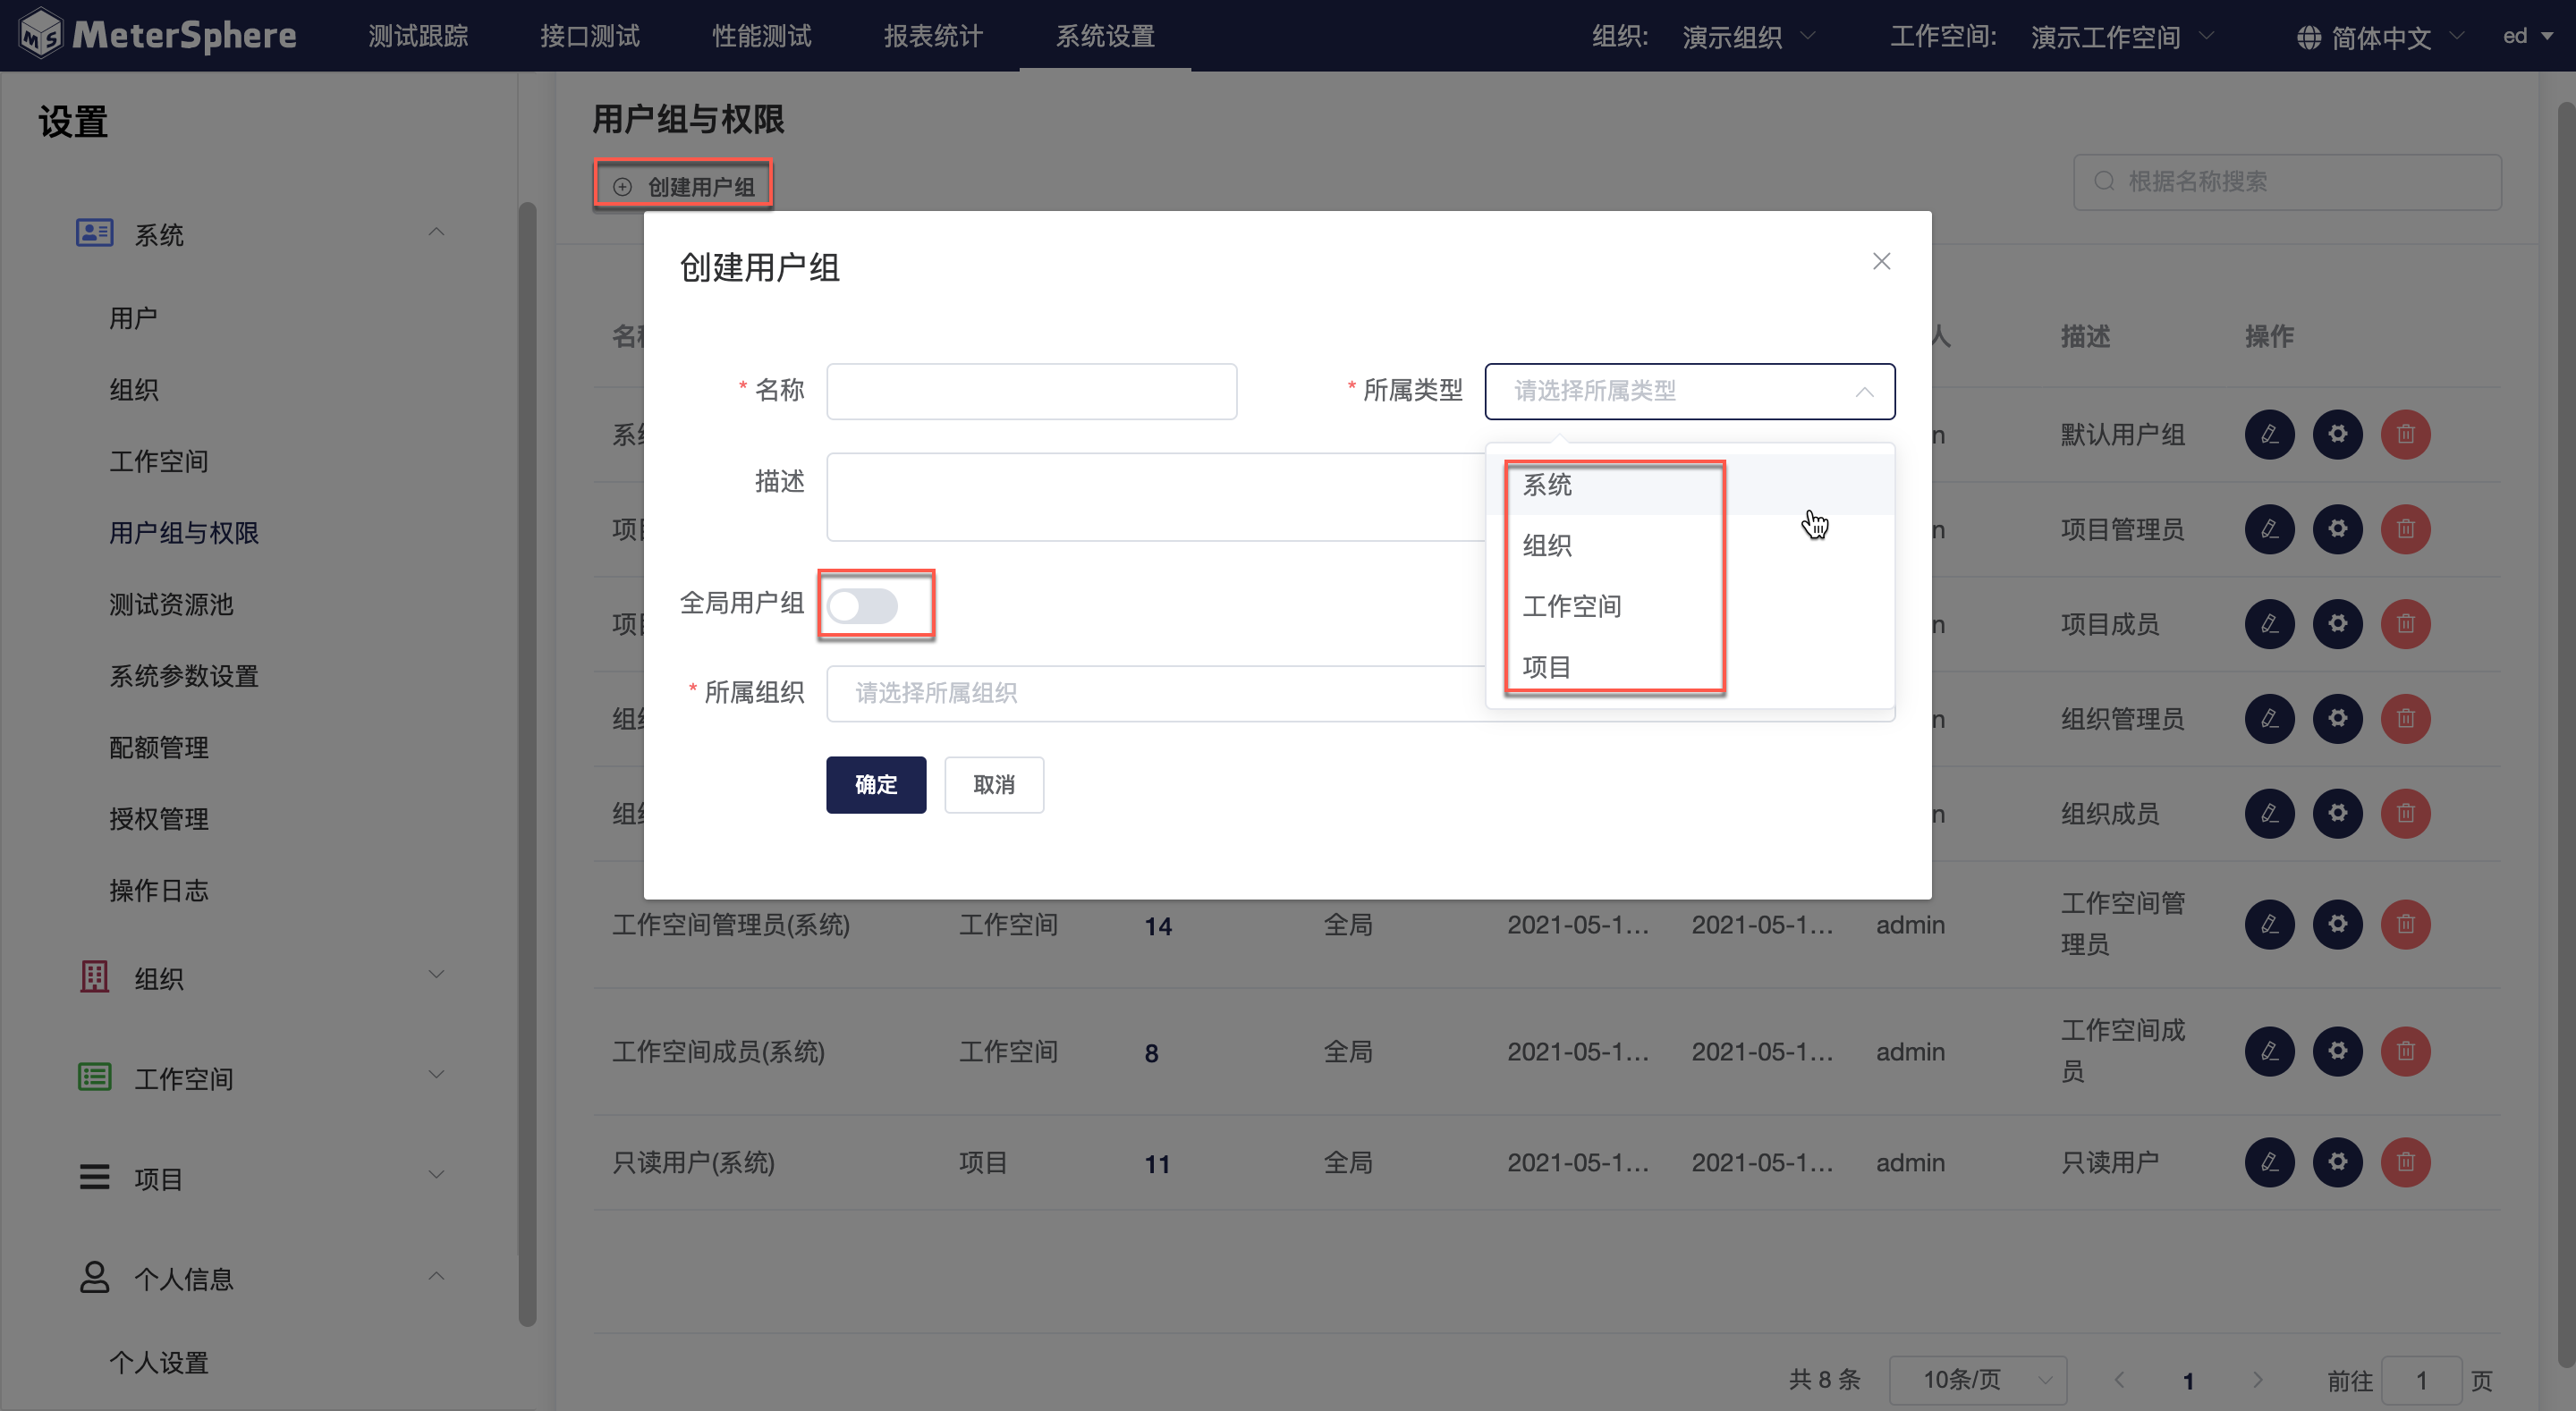 MeterSphere 测试跟踪 接口测试 性能测试 报表统计 系统设置 组织: 演示组织 工作空间: 演示工作空间 简体中文 ed
设置
系统
用户
组织
工作空间
用户组与权限
测试资源池
系统参数设置
配额管理
授权管理
操作日志
组织
工作空间
项目
个人信息
个人设置
用户组与权限
创建用户组
根据名称搜索
创建用户组
* 名称
* 所属类型 请选择所属类型
系统
组织
工作空间
项目
描述
全局用户组
* 所属组织 请选择所属组织
确定 取消
名 人 描述 操作
系 n 默认用户组
项 n 项目管理员
项 n 项目成员
组 n 组织管理员
组 n 组织成员
工作空间管理员(系统) 工作空间 14 全局 2021-05-1... 2021-05-1... admin 工作空间管
理员
工作空间成员(系统) 工作空间 8 全局 2021-05-1... 2021-05-1... admin 工作空间成
员
只读用户(系统) 项目 11 全局 2021-05-1... 2021-05-1... admin 只读用户
共 8 条 10条/页 1 前往 1 页